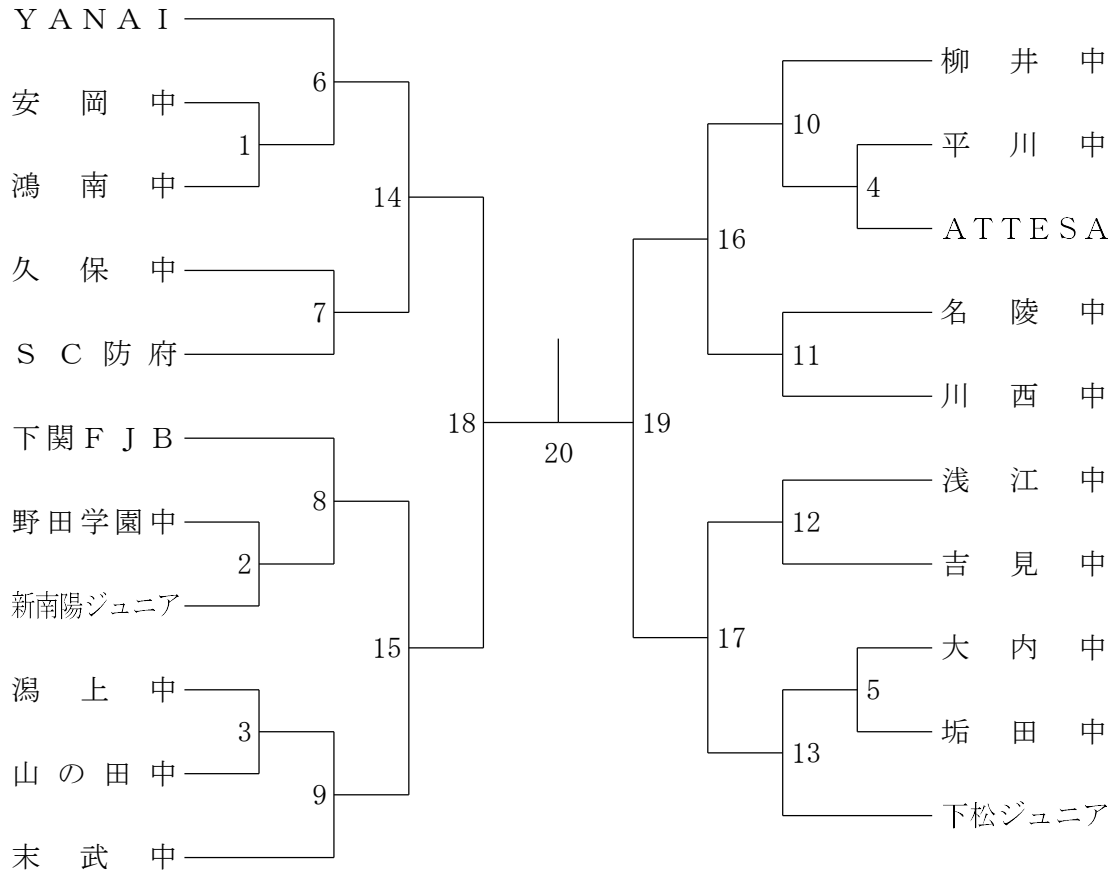 ＹＡＮＡＩ
安岡中
鴻南中
久保中
ＳＣ防府
下関ＦＪＢ
野田学園中
新南陽ジュニア
潟上中
山の田中
末武中
1
2
3
6
7
8
9
14
15
18
20
19
16
17
10
11
12
13
4
5
柳井中
平川中
ＡＴＴＥＳＡ
名陵中
川西中
浅江中
吉見中
大内中
垢田中
下松ジュニア